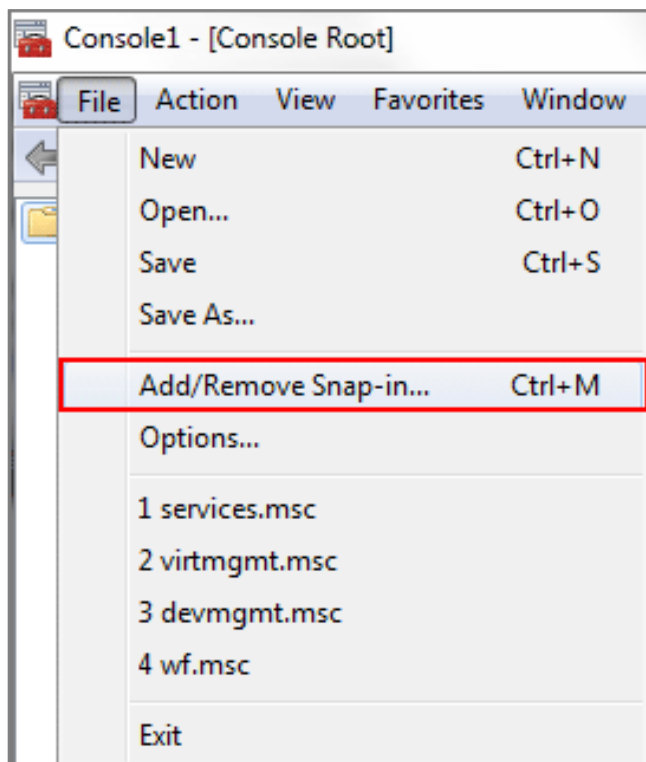 Console1 - [Console Root]
File Action View Favorites Window
New Ctrl+N
Open... Ctrl+O
Save Ctrl+S
Save As...
Add/Remove Snap-in... Ctrl+M
Options...
1 services.msc
2 virtmgmt.msc
3 devmgmt.msc
4 wf.msc
Exit